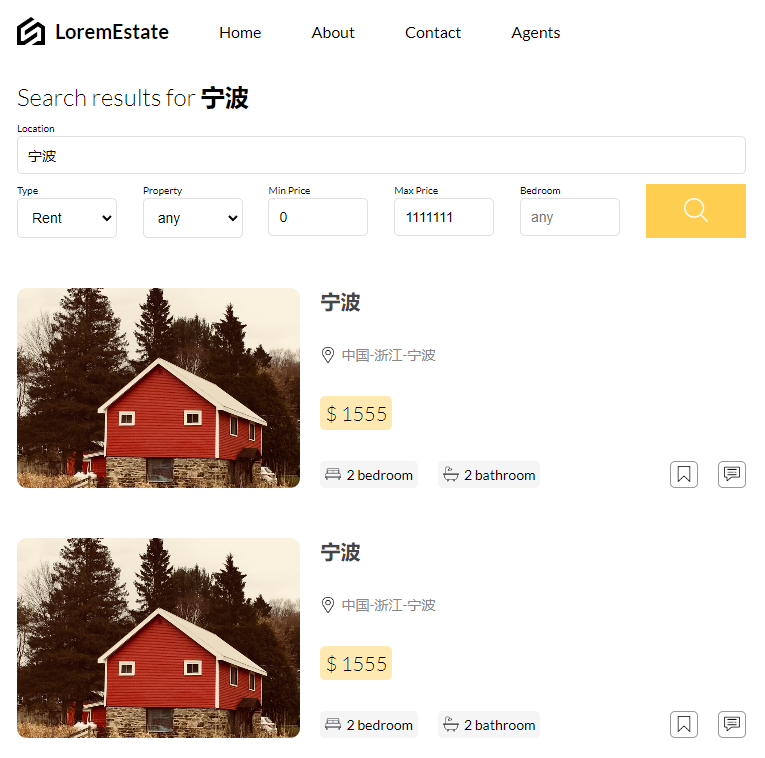 LoremEstate Home About Contact Agents
Search results for 宁波
Location
宁波
Type Property Min Price Max Price Bedroom
Rent any 0 1111111 any
宁波
中国-浙江-宁波
$ 1555
2 bedroom 2 bathroom
宁波
中国-浙江-宁波
$ 1555
2 bedroom 2 bathroom